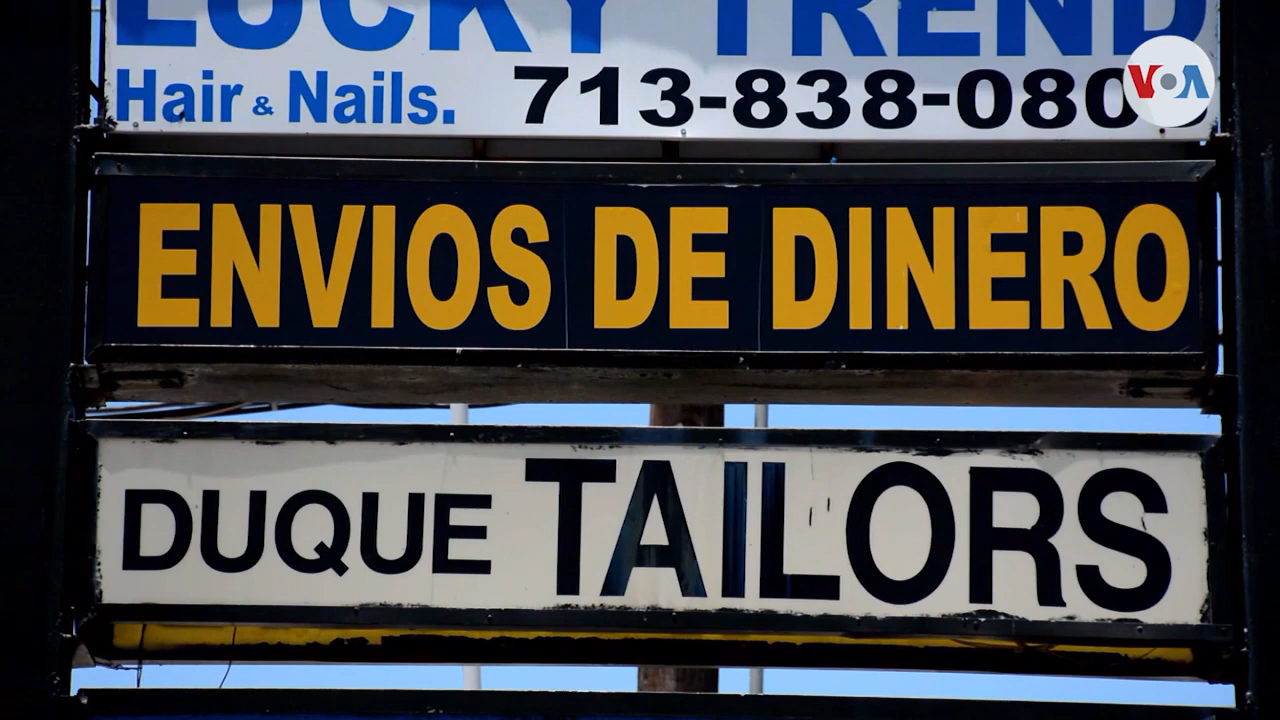 LUCKY TREND
Hair & Nails. 713-838-080
VOA
ENVIOS DE DINERO
DUQUE TAILORS